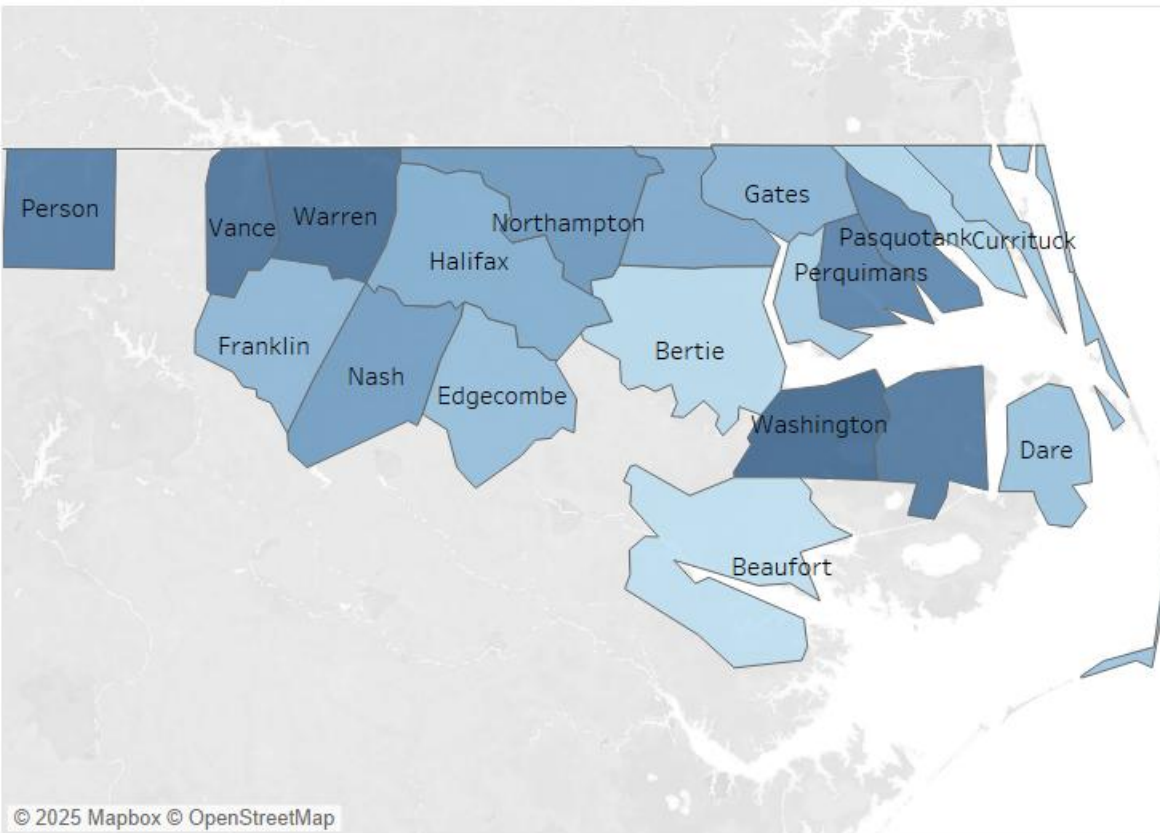 Person
Vance
Warren
Northampton
Gates
Pasquotank
Currituck
Halifax
Perquimans
Franklin
Nash
Edgecombe
Bertie
Washington
Dare
Beaufort
© 2025 Mapbox © OpenStreetMap